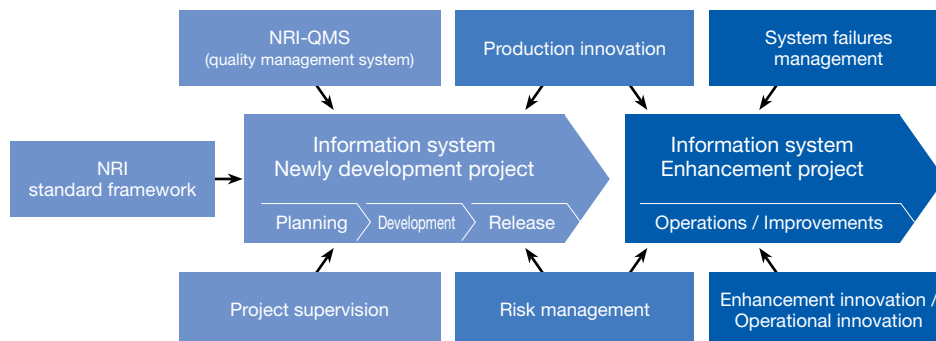 NRI-QMS
(quality management system)
Production innovation
System failures
management
NRI
standard framework
Information system
Newly development project
Planning
Development
Release
Information system
Enhancement project
Operations / Improvements
Project supervision
Risk management
Enhancement innovation /
Operational innovation